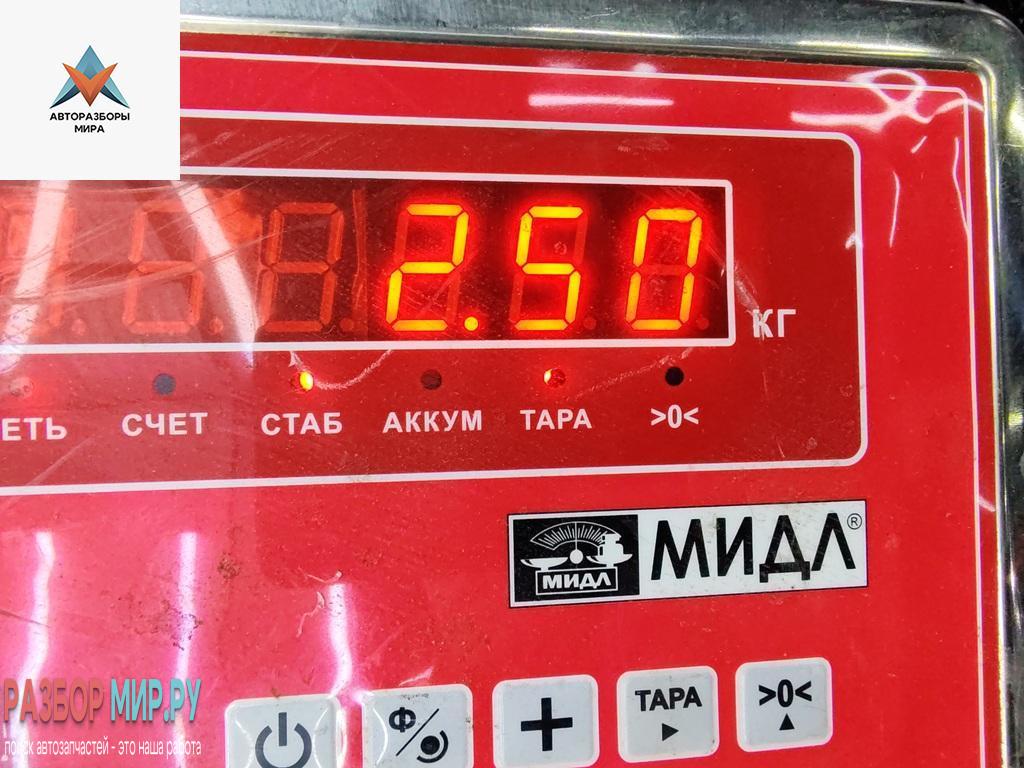 АВТОРАЗБОРЫ
МИРА
2.50
кг
ЕТЬ СЧЕТ СТАБ АККУМ ТАРА >0<
МИДЛ МИДЛ®
РАЗБОР МИР.РУ
поиск автозапчастей - это наша работа
Ф/ + ТАРА >0<